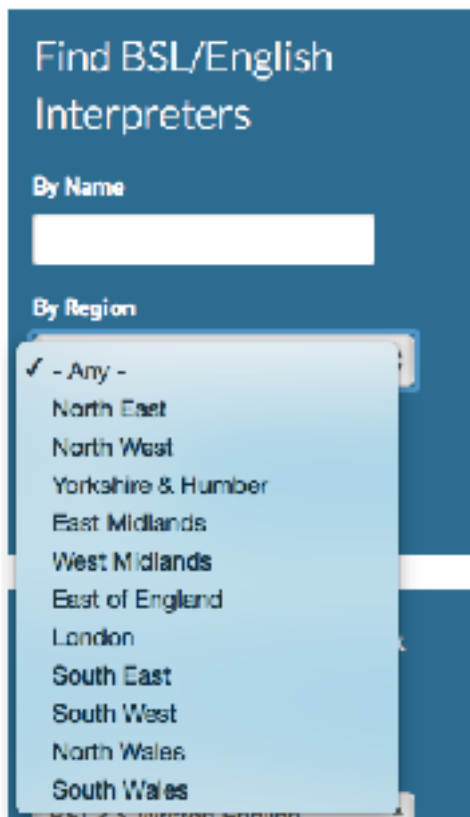 Find BSL/English
Interpreters
By Name
By Region
✓ - Any -
North East
North West
Yorkshire & Humber
East Midlands
West Midlands
East of England
London
South East
South West
North Wales
South Wales